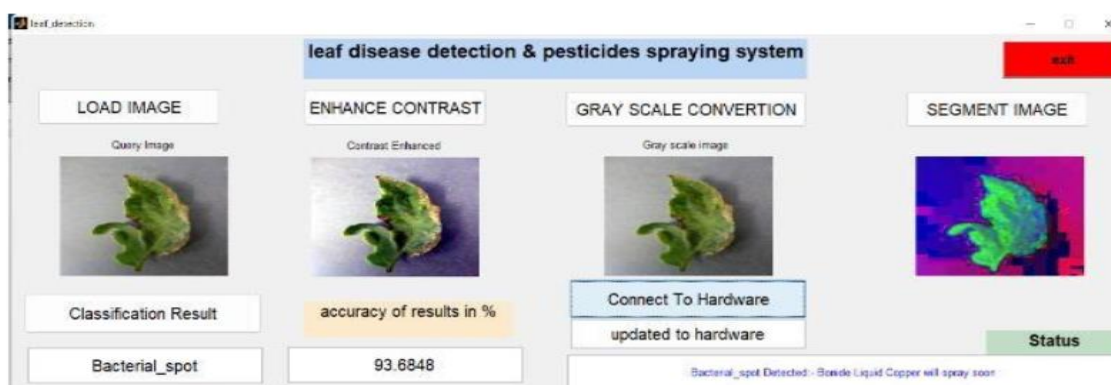 leaf_detection
leaf disease detection & pesticides spraying system
exit
LOAD IMAGE
ENHANCE CONTRAST
GRAY SCALE CONVERTION
SEGMENT IMAGE
Query Image
Contrast Enhanced
Gray scale image
Classification Result
accuracy of results in %
Connect To Hardware
updated to hardware
Status
Bacterial_spot
93.6848
Bacterial_spot Detected:- Bonide Liquid Copper will spray soon